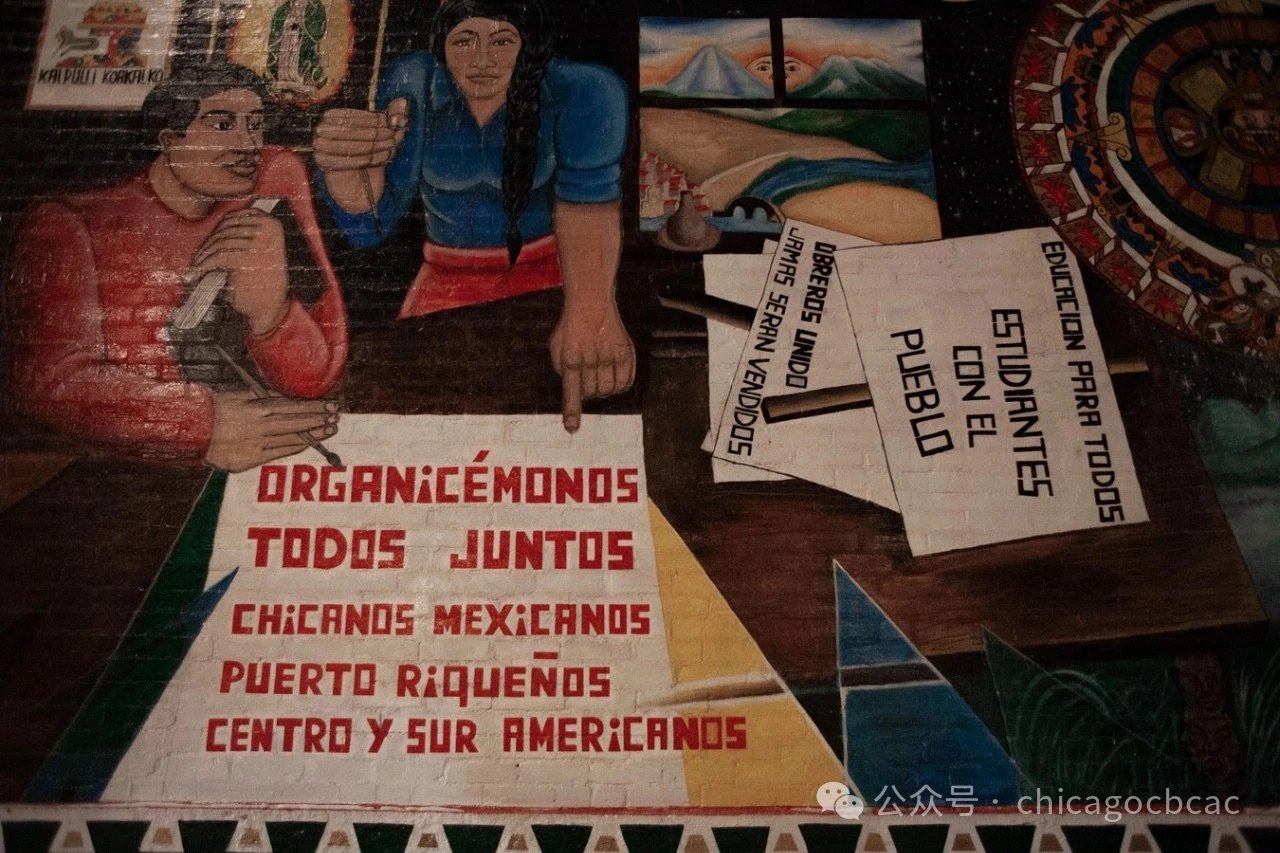 KALPULLI KOAKALKO
ORGANiCÉMONOS
TODOS JUNTOS
CHiCANOS MEXiCANOS
PUERTO RiQUEÑOS
CENTRO Y SUR AMERiCANOS
JAMAS SERAN VENDIDOS
OBREROS UNIDO
EDUCACION PARA TODOS
ESTUDIANTES
CON EL
PUEBLO
公众号 · chicagocbcac